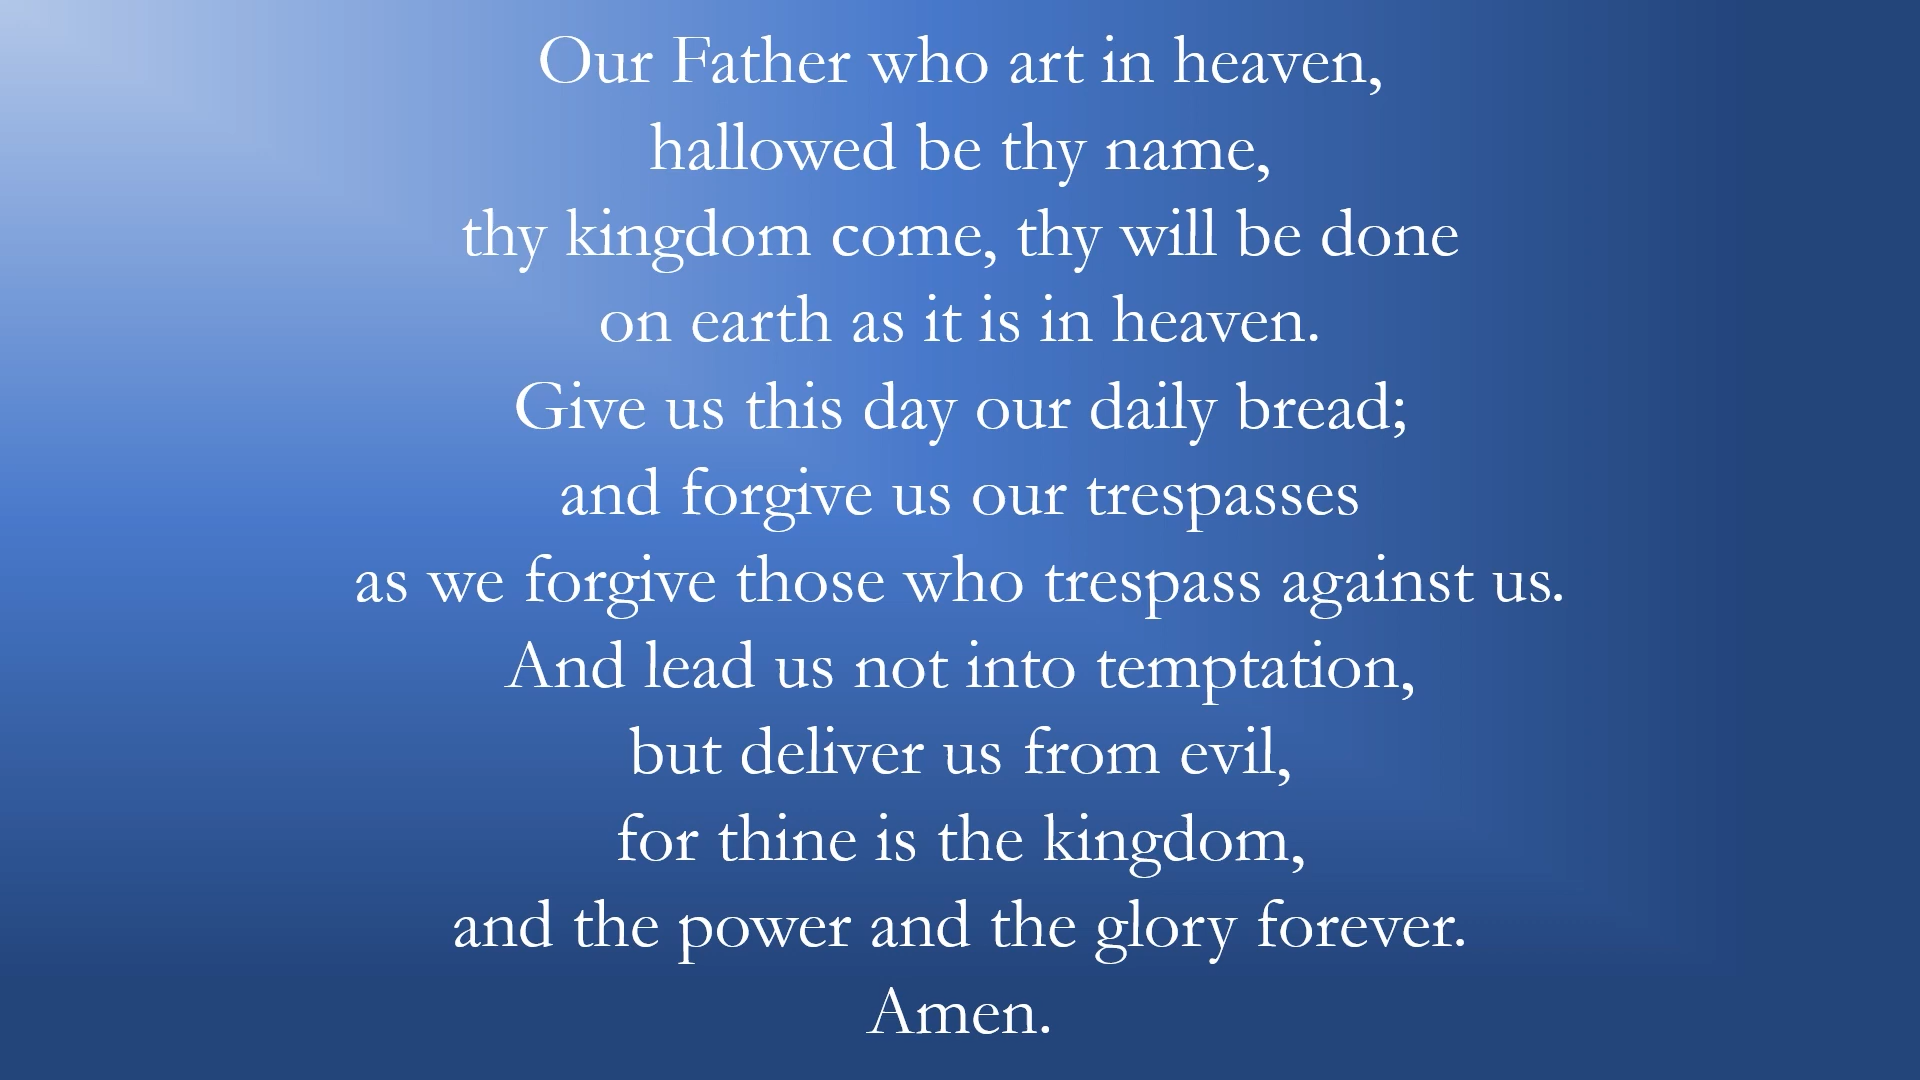 Our Father who art in heaven,
hallowed be thy name,
thy kingdom come, thy will be done
on earth as it is in heaven.
Give us this day our daily bread;
and forgive us our trespasses
as we forgive those who trespass against us.
And lead us not into temptation,
but deliver us from evil,
for thine is the kingdom,
and the power and the glory forever.
Amen.